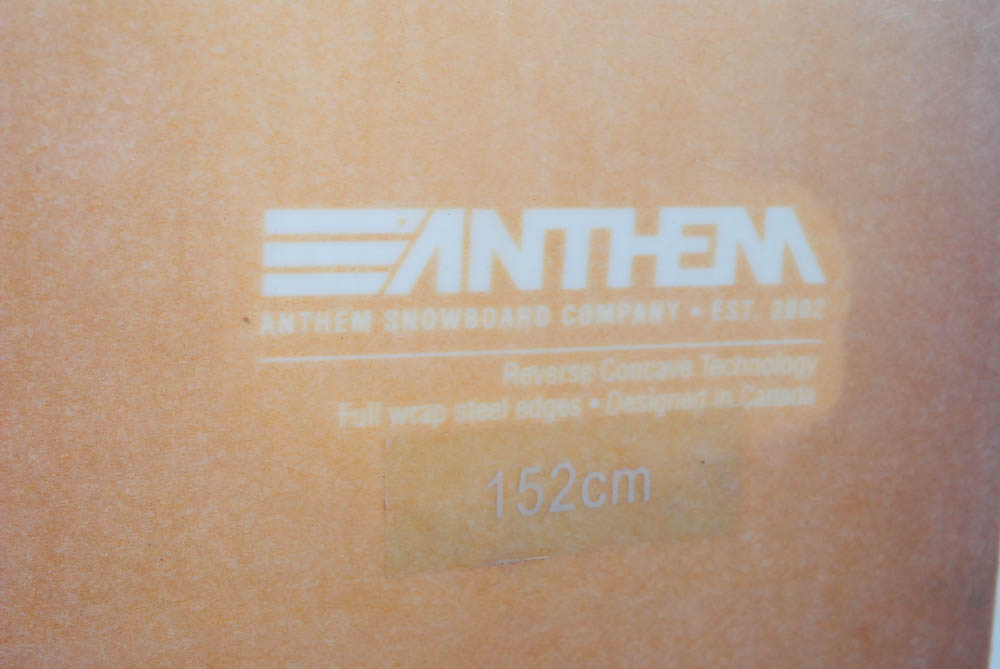 ANTHEM
ANTHEM SNOWBOARD COMPANY • EST. 2002
Reverse Concave Technology
Full wrap steel edges • Designed in Canada
152cm